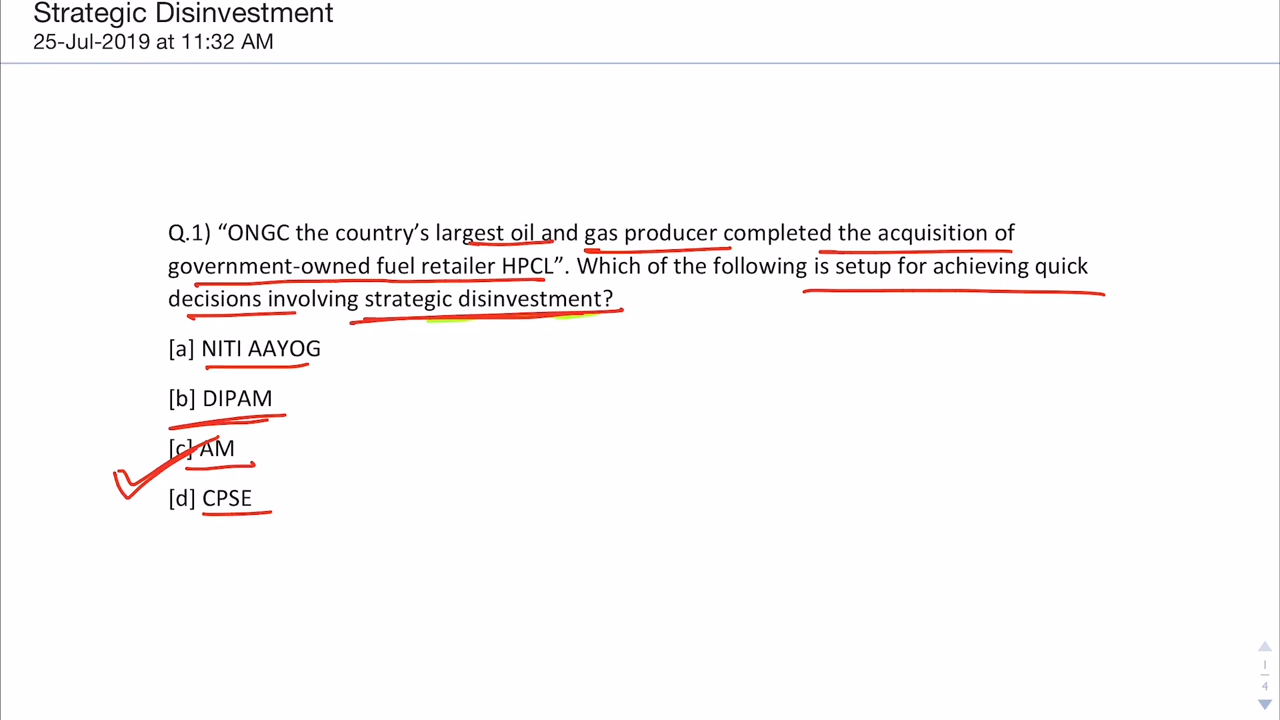 Strategic Disinvestment
25-Jul-2019 at 11:32 AM
Q.1) “ONGC the country’s largest oil and gas producer completed the acquisition of
government-owned fuel retailer HPCL”. Which of the following is setup for achieving quick
decisions involving strategic disinvestment?
[a] NITI AAYOG
[b] DIPAM
[c] AM
[d] CPSE
1
4